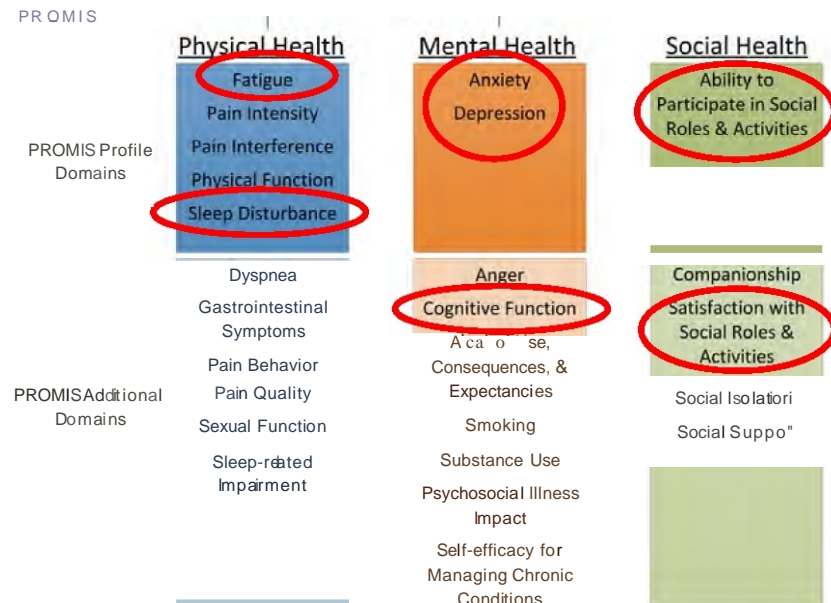 PROMIS
Physical Health
Mental Health
Social Health
PROMIS Profile
Domains
Fatigue
Pain Intensity
Pain Interference
Physical Function
Sleep Disturbance
Anxiety
Depression
Ability to
Participate in Social
Roles & Activities
PROMIS Additional
Domains
Dyspnea
Gastrointestinal
Symptoms
Pain Behavior
Pain Quality
Sexual Function
Sleep-related
Impairment
Anger
Cognitive Function
Consequences, &
Expectancies
Smoking
Substance Use
Psychosocial Illness
Impact
Self-efficacy for
Managing Chronic
Conditions
Companionship
Satisfaction with
Social Roles &
Activities
Social Isolatiori
Social Suppo"